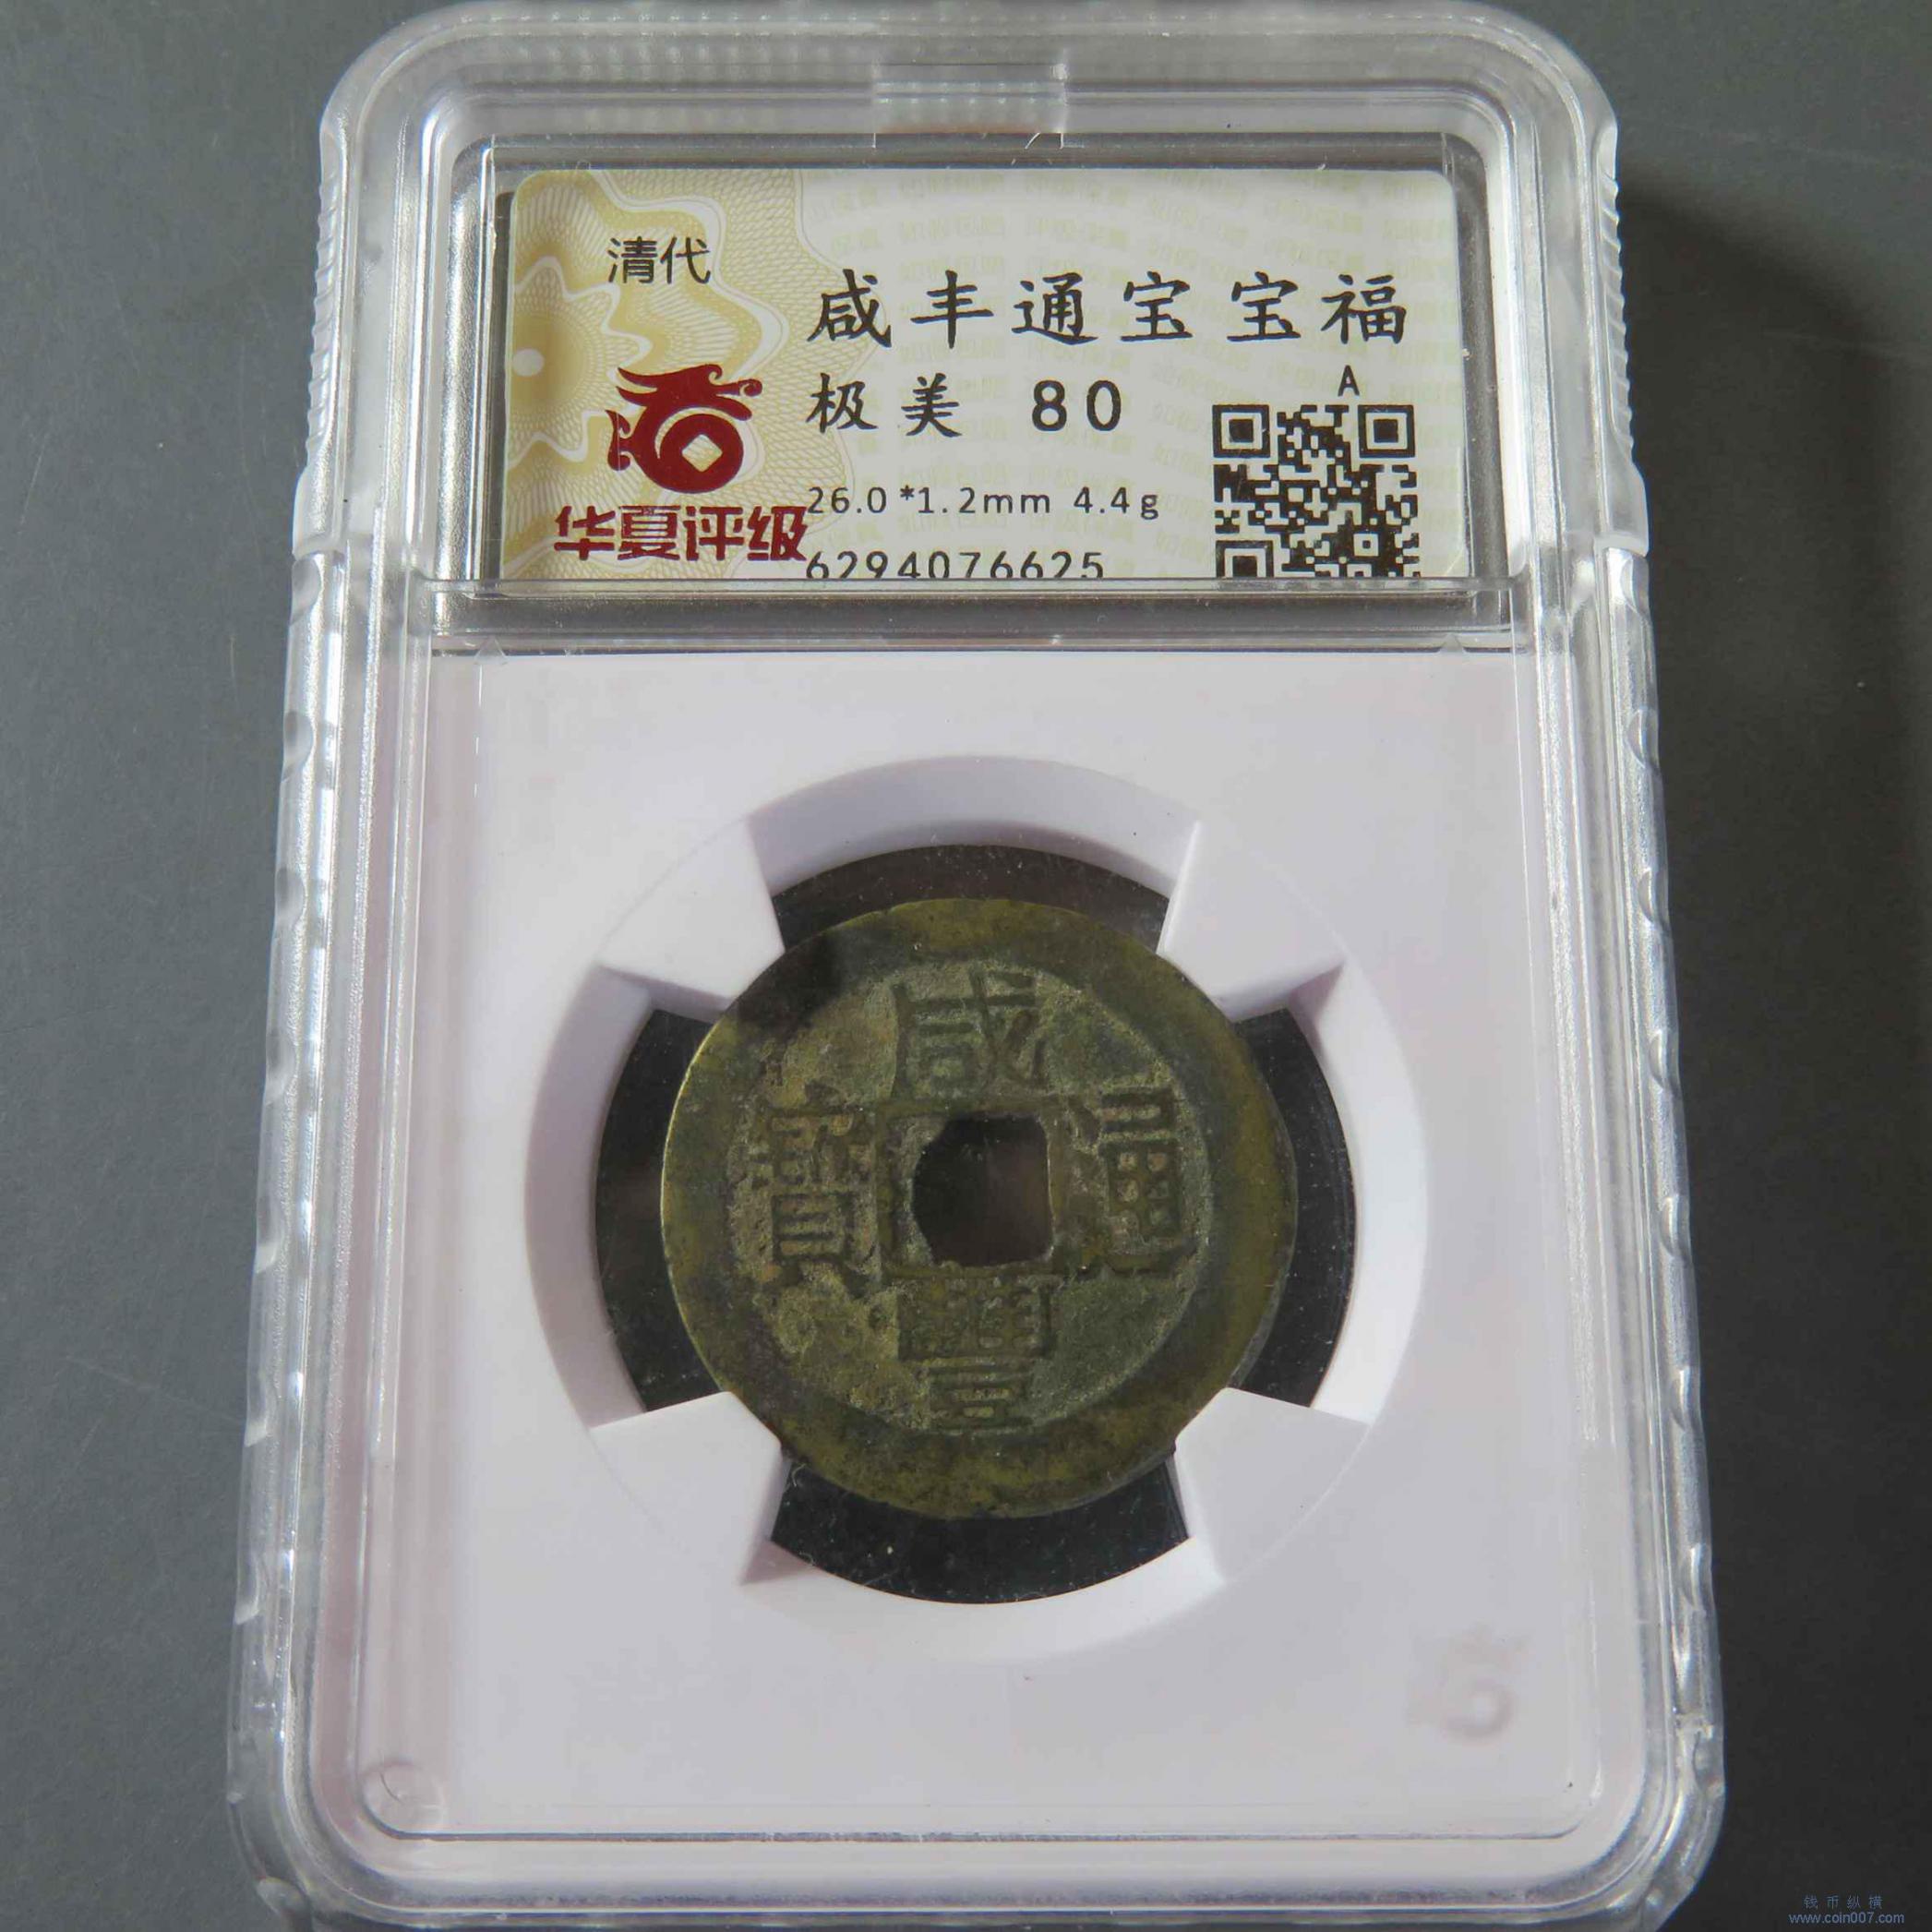 清代
咸丰通宝宝福
极美 80
A
华夏评级
26.0*1.2mm 4.4g
6294076625
咸
寶 通
豐
钱币纵横
www.coin007.com